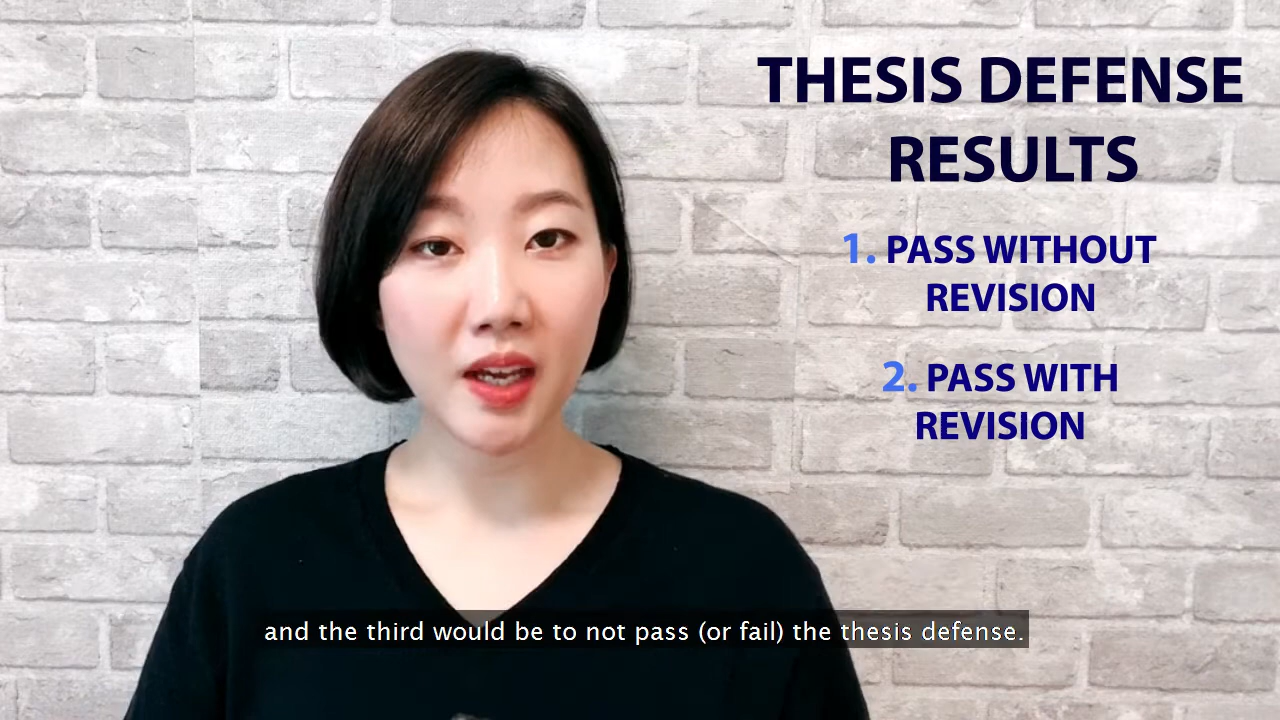 THESIS DEFENSE
RESULTS
1. PASS WITHOUT
REVISION
2. PASS WITH
REVISION
and the third would be to not pass (or fail) the thesis defense.